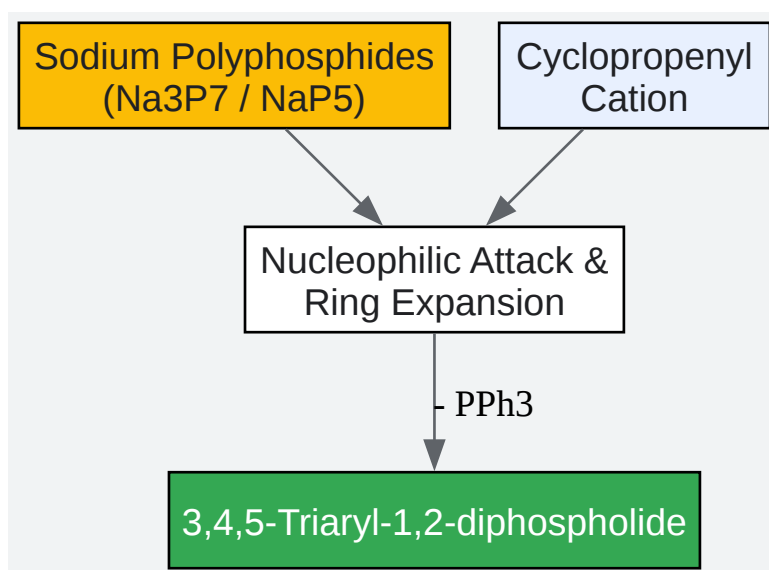 Sodium Polyphosphides
(Na3P7 / NaP5)
Cyclopropenyl
Cation
Nucleophilic Attack &
Ring Expansion
- PPh3
3,4,5-Triaryl-1,2-diphospholide